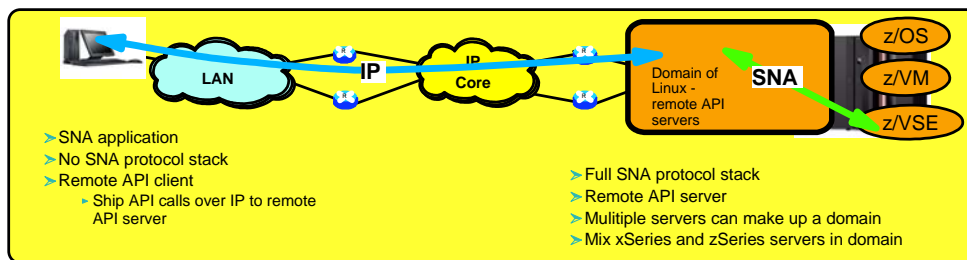 z/OS
R
R
LAN
IP
IP
Core
SNA
z/VM
Domain of
Linux -
remote API
servers
R
R
z/VSE
➢ SNA application
➢ No SNA protocol stack
➢ Remote API client
▸ Ship API calls over IP to remote
API server
➢ Full SNA protocol stack
➢ Remote API server
➢ Mulitiple servers can make up a domain
➢ Mix xSeries and zSeries servers in domain